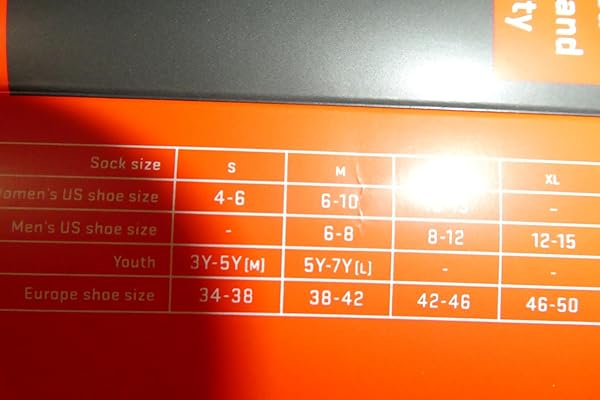 and
ty
Sock size S M XL
Women's US shoe size 4-6 6-10 -
Men's US shoe size - 6-8 8-12 12-15
Youth 3Y-5Y[M] 5Y-7Y[L] - -
Europe shoe size 34-38 38-42 42-46 46-50